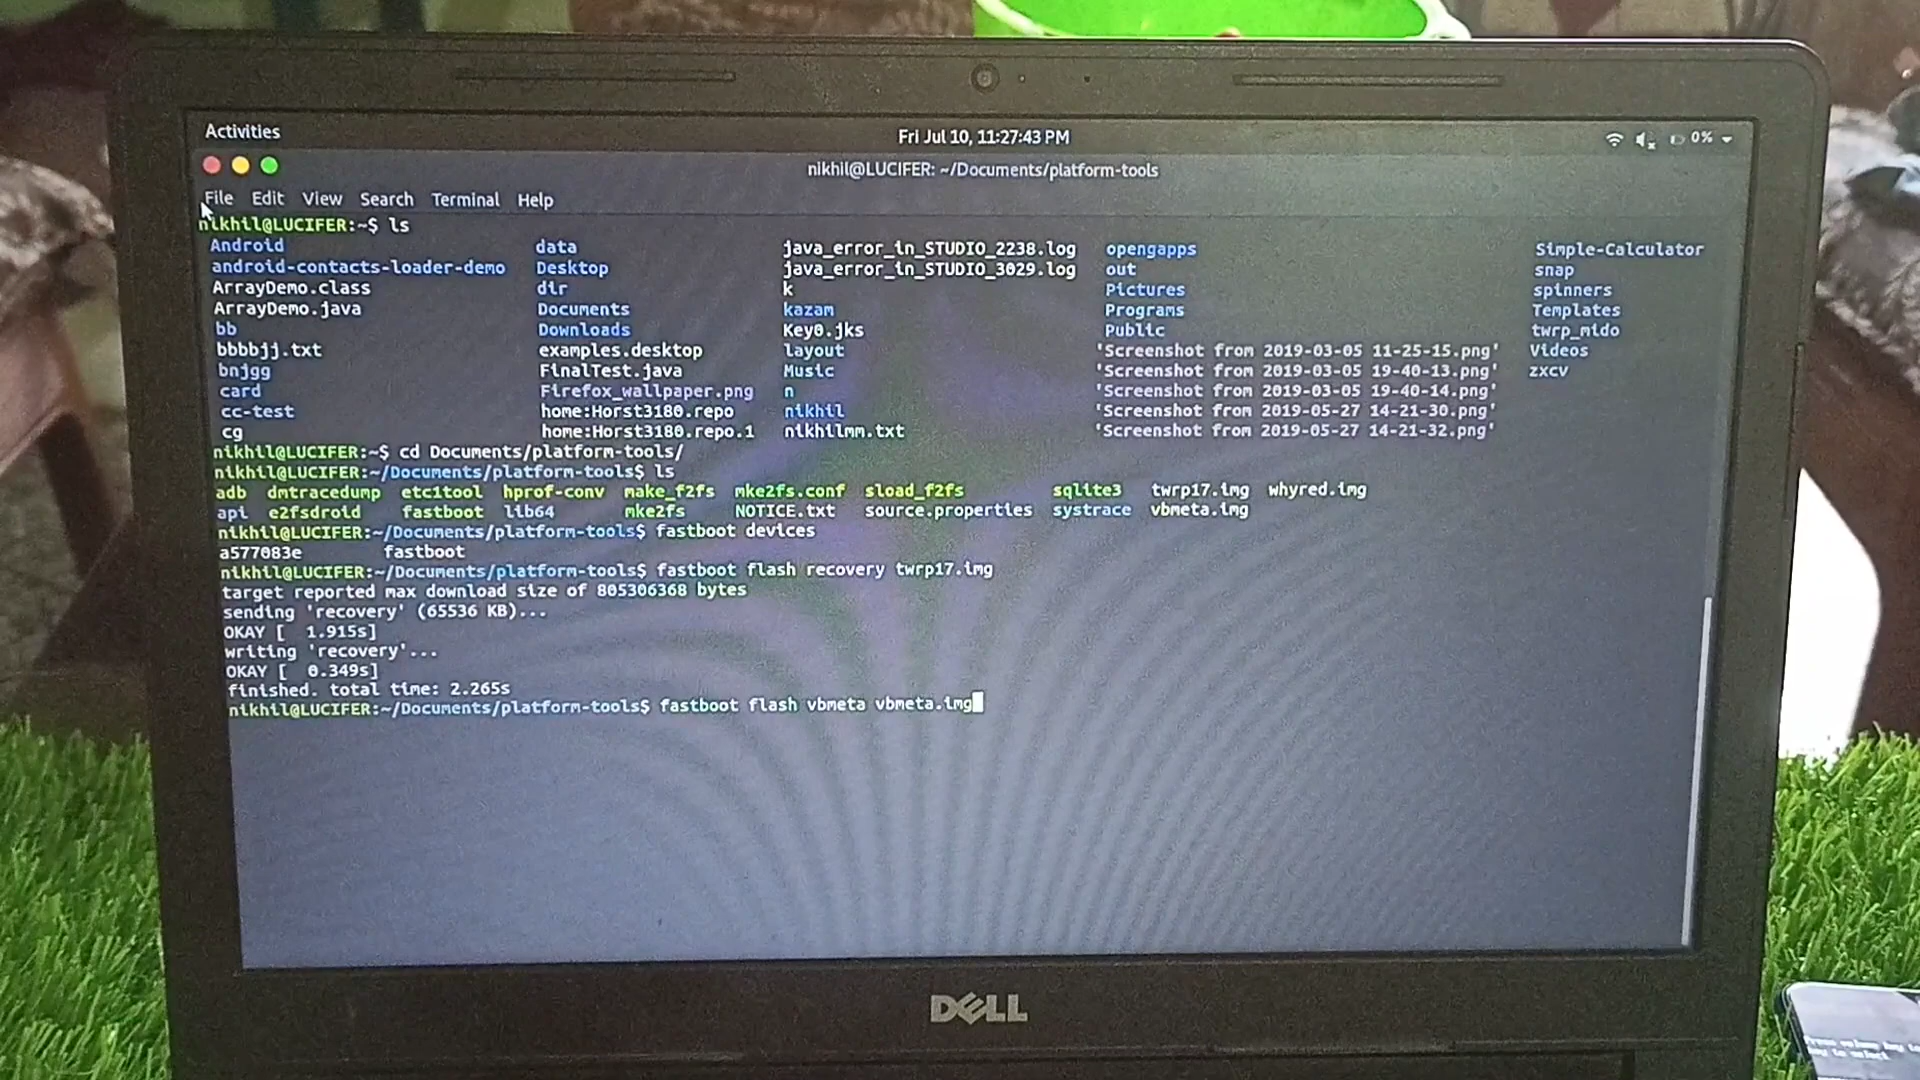 Activities
Fri Jul 10, 11:27:43 PM
0%
nikhil@LUCIFER: ~/Documents/platform-tools
File Edit View Search Terminal Help
nikhil@LUCIFER:~$ ls
Android data java_error_in_STUDIO_2238.log opengapps Simple-Calculator
android-contacts-loader-demo Desktop java_error_in_STUDIO_3029.log out snap
ArrayDemo.class dir k Pictures spinners
ArrayDemo.java Documents kazam Programs Templates
bb Downloads Key0.jks Public twrp_mido
bbbbjj.txt examples.desktop layout 'Screenshot from 2019-03-05 11-25-15.png' Videos
bnjgg FinalTest.java Music 'Screenshot from 2019-03-05 19-40-13.png' zxcv
card Firefox_wallpaper.png n 'Screenshot from 2019-03-05 19-40-14.png'
cc-test home:Horst3180.repo nikhil 'Screenshot from 2019-05-27 14-21-30.png'
cg home:Horst3180.repo.1 nikhilmm.txt 'Screenshot from 2019-05-27 14-21-32.png'
nikhil@LUCIFER:~$ cd Documents/platform-tools/
nikhil@LUCIFER:~/Documents/platform-tools$ ls
adb dmtracedump etc1tool hprof-conv make_f2fs mke2fs.conf sload_f2fs sqlite3 twrp17.img whyred.img
api e2fsdroid fastboot lib64 mke2fs NOTICE.txt source.properties systrace vbmeta.img
nikhil@LUCIFER:~/Documents/platform-tools$ fastboot devices
a577083e fastboot
nikhil@LUCIFER:~/Documents/platform-tools$ fastboot flash recovery twrp17.img
target reported max download size of 805306368 bytes
sending 'recovery' (65536 KB)...
OKAY [ 1.915s]
writing 'recovery'...
OKAY [ 0.349s]
finished. total time: 2.265s
nikhil@LUCIFER:~/Documents/platform-tools$ fastboot flash vbmeta vbmeta.img
DELL
Press volume key to
key to select